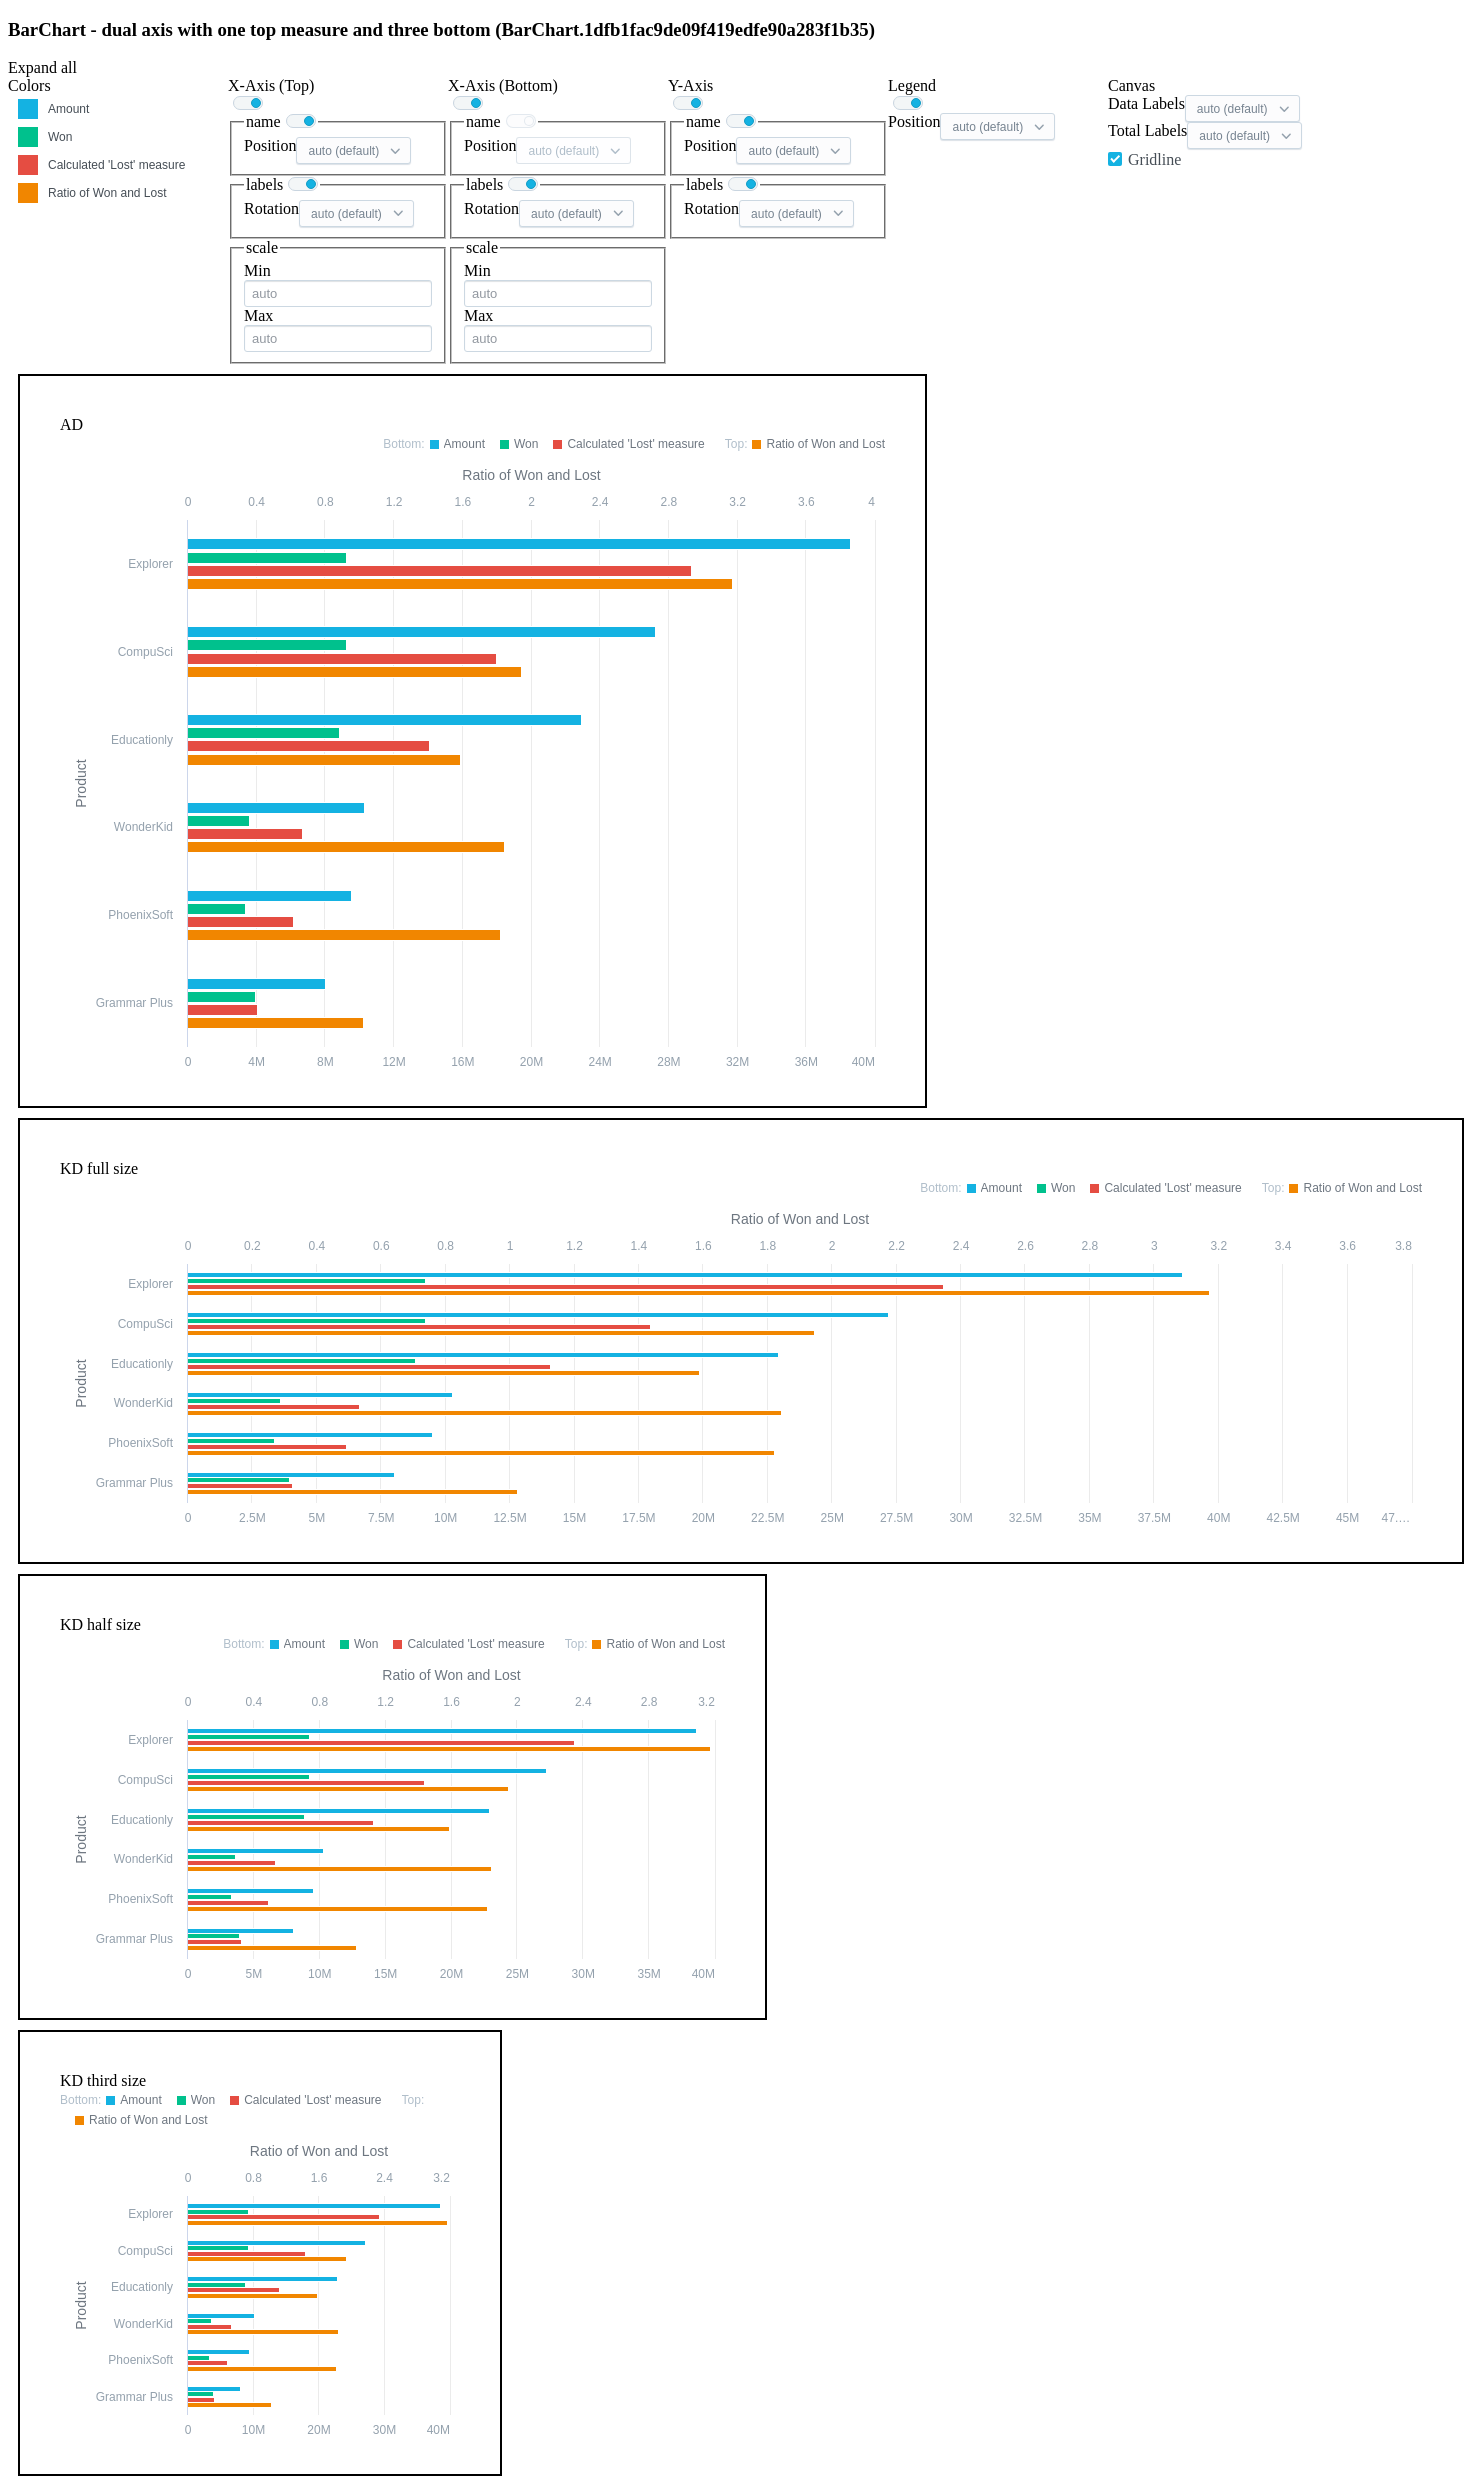 BarChart - dual axis with one top measure and three bottom (BarChart.1dfb1fac9de09f419edfe90a283f1b35)
Expand all
Colors
Amount
Won
Calculated 'Lost' measure
Ratio of Won and Lost
X-Axis (Top)
name
Position auto (default)
labels
Rotation auto (default)
scale
Min
auto
Max
auto
X-Axis (Bottom)
name
Position auto (default)
labels
Rotation auto (default)
scale
Min
auto
Max
auto
Y-Axis
name
Position auto (default)
labels
Rotation auto (default)
Legend
Position auto (default)
Canvas
Data Labels auto (default)
Total Labels auto (default)
Gridline
AD
Bottom: Amount Won Calculated 'Lost' measure Top: Ratio of Won and Lost
Ratio of Won and Lost
0 0.4 0.8 1.2 1.6 2 2.4 2.8 3.2 3.6 4
Explorer
CompuSci
Educationly
Product
WonderKid
PhoenixSoft
Grammar Plus
0 4M 8M 12M 16M 20M 24M 28M 32M 36M 40M
KD full size
Bottom: Amount Won Calculated 'Lost' measure Top: Ratio of Won and Lost
Ratio of Won and Lost
0 0.2 0.4 0.6 0.8 1 1.2 1.4 1.6 1.8 2 2.2 2.4 2.6 2.8 3 3.2 3.4 3.6 3.8
Explorer
CompuSci
Educationly
Product
WonderKid
PhoenixSoft
Grammar Plus
0 2.5M 5M 7.5M 10M 12.5M 15M 17.5M 20M 22.5M 25M 27.5M 30M 32.5M 35M 37.5M 40M 42.5M 45M 47.…
KD half size
Bottom: Amount Won Calculated 'Lost' measure Top: Ratio of Won and Lost
Ratio of Won and Lost
0 0.4 0.8 1.2 1.6 2 2.4 2.8 3.2
Explorer
CompuSci
Educationly
Product
WonderKid
PhoenixSoft
Grammar Plus
0 5M 10M 15M 20M 25M 30M 35M 40M
KD third size
Bottom: Amount Won Calculated 'Lost' measure Top:
Ratio of Won and Lost
Ratio of Won and Lost
0 0.8 1.6 2.4 3.2
Explorer
CompuSci
Educationly
Product
WonderKid
PhoenixSoft
Grammar Plus
0 10M 20M 30M 40M